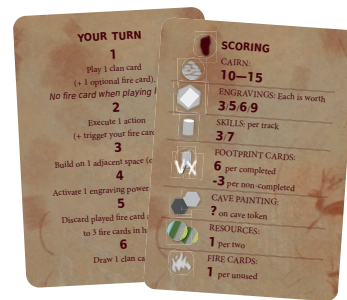 YOUR TURN
1
Play 1 clan card
(+ 1 optional fire card).
No fire card when playing
2
Execute 1 action
(+ trigger your fire
3
Build on 1 adjacent space
4
Activate 1 engraving power
5
Discard played fire card
to 3 fire cards in
6
Draw 1 clan
SCORING
CAIRN:
10—15
ENGRAVINGS: Each is worth
3/5/6/9
SKILLS: per track
3/7
FOOTPRINT CARDS:
VX
6 per completed
-3 per non-completed
CAVE PAINTING:
? on cave token
RESOURCES:
1 per two
FIRE CARDS:
1 per unused